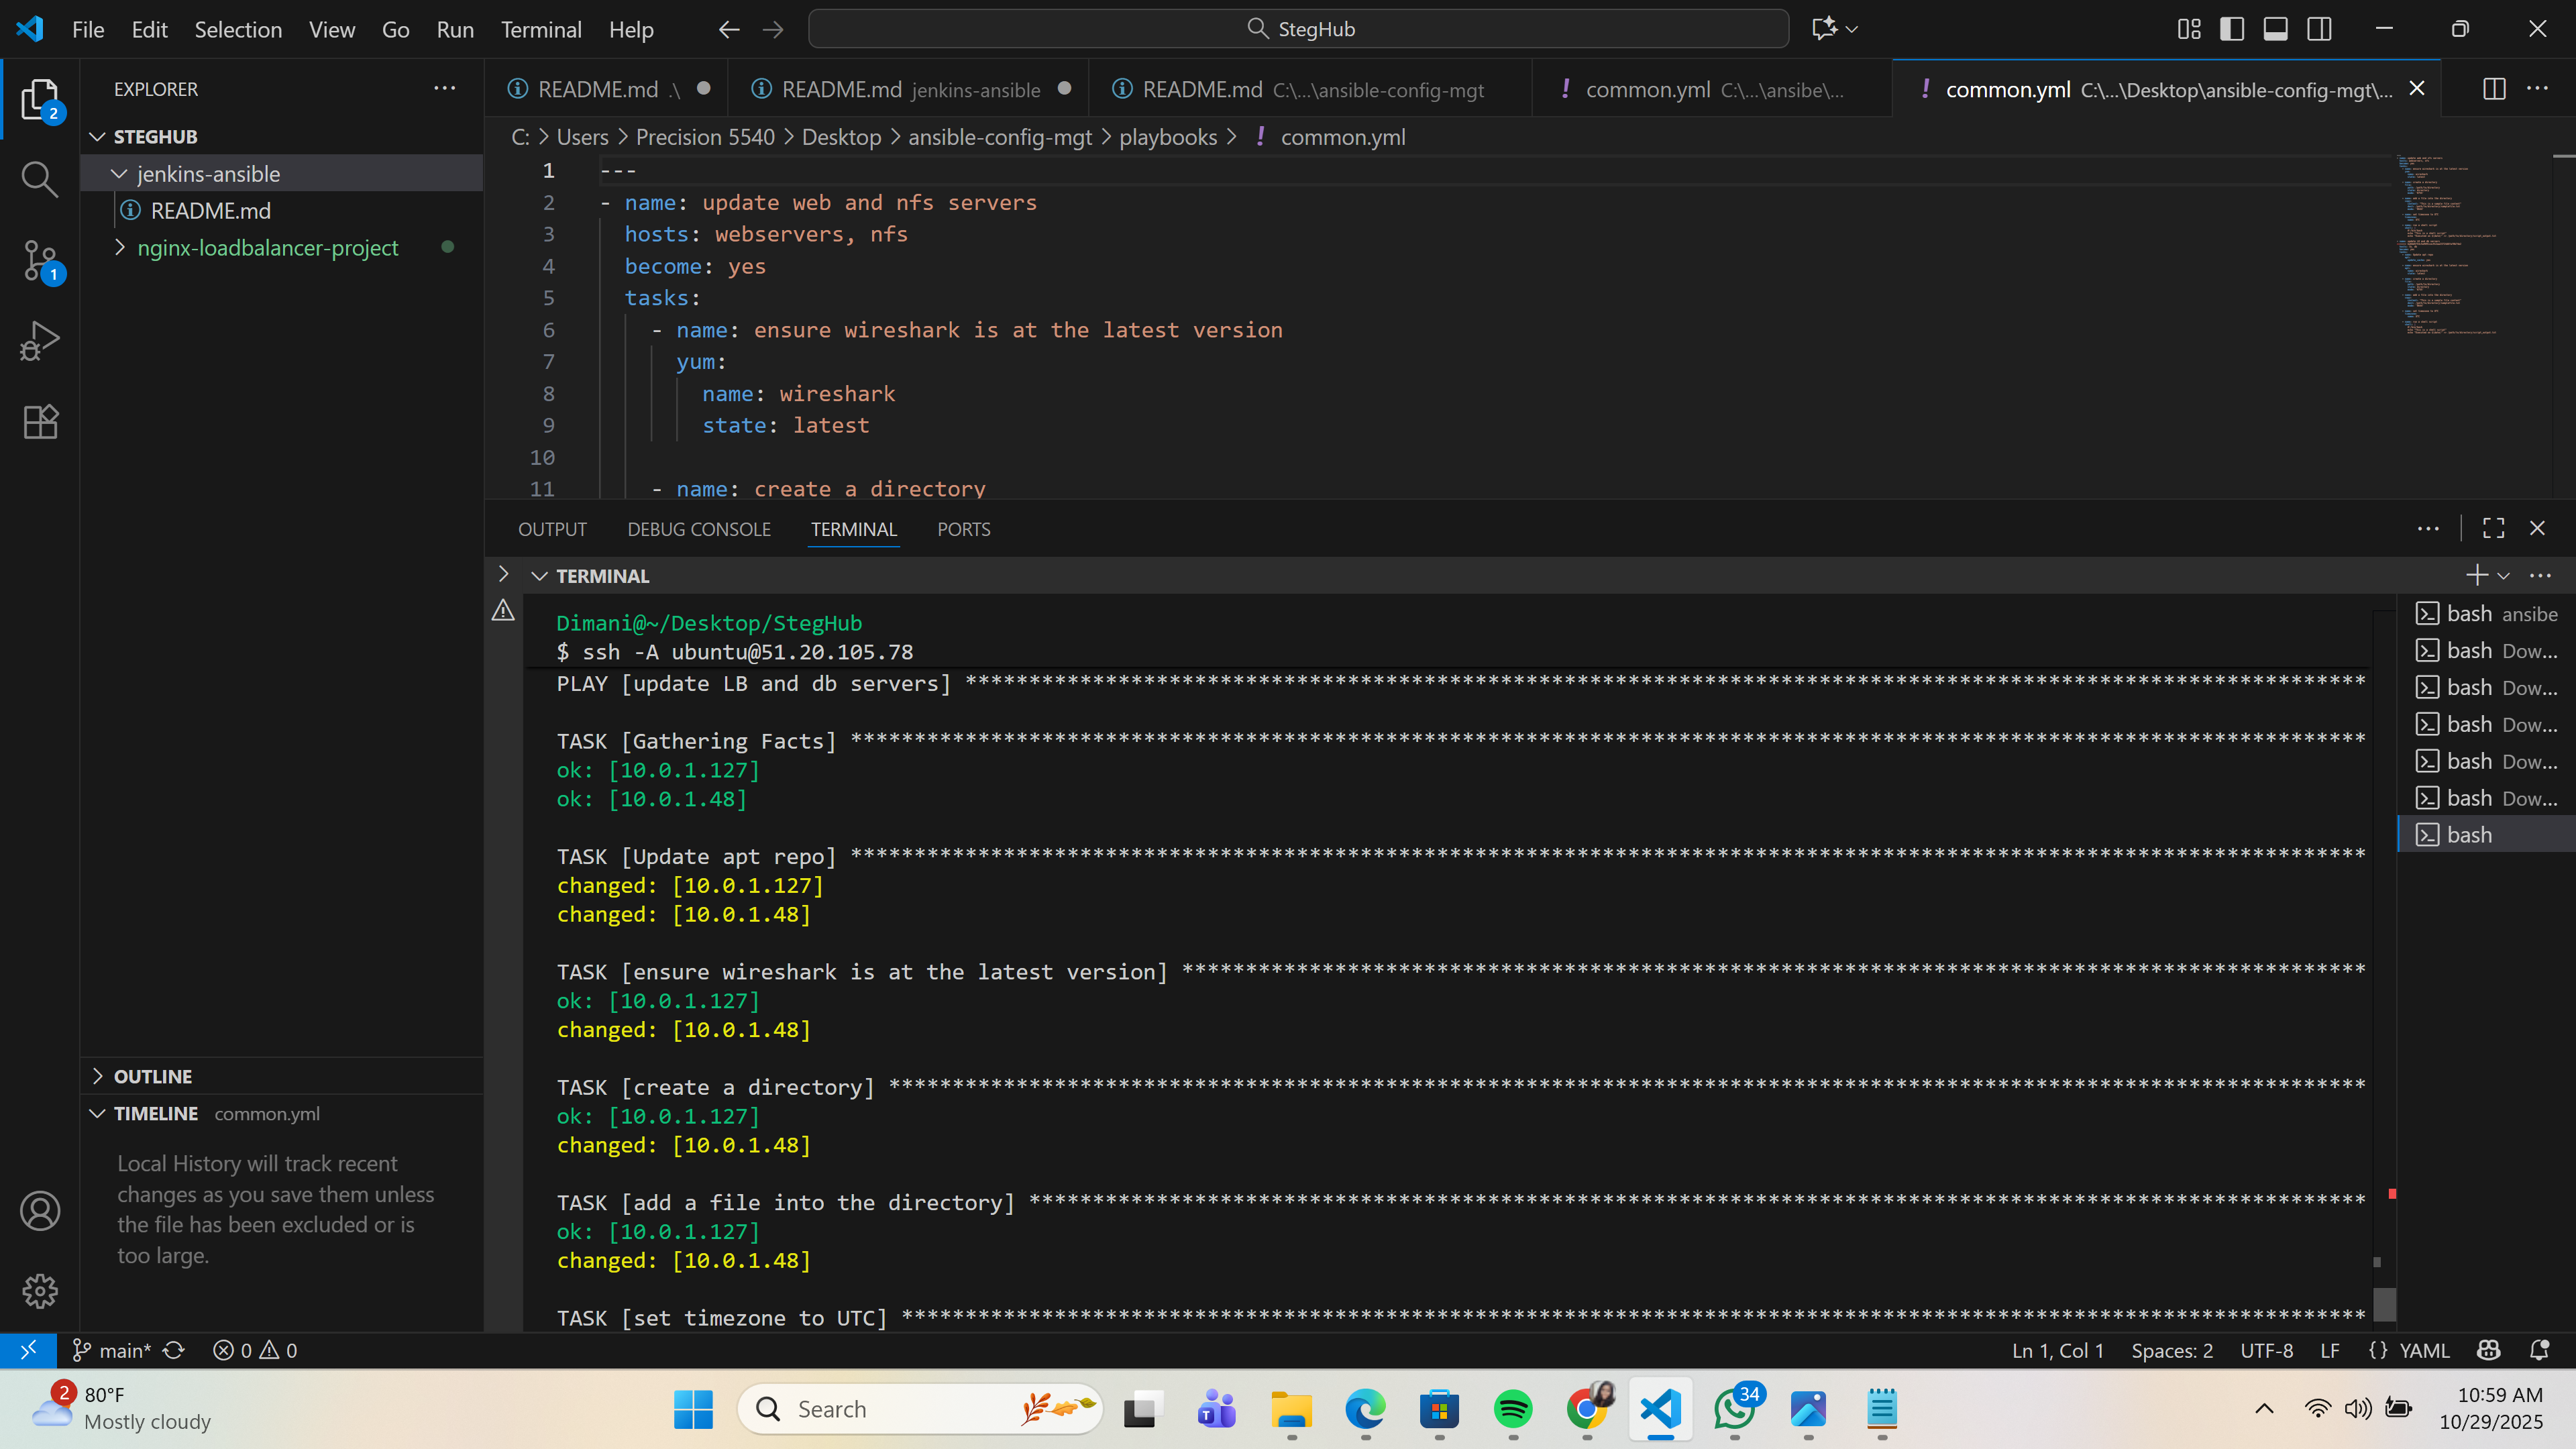 File Edit Selection View Go Run Terminal Help
StegHub
EXPLORER
README.md .\
README.md jenkins-ansible
README.md C:\...\ansible-config-mgt
! common.yml C:\...\ansibe\...
! common.yml C:\...\Desktop\ansible-config-mgt\...
STEGHUB
jenkins-ansible
README.md
nginx-loadbalancer-project
2
1
C: > Users > Precision 5540 > Desktop > ansible-config-mgt > playbooks > ! common.yml
1 ---
2 - name: update web and nfs servers
3 hosts: webservers, nfs
4 become: yes
5 tasks:
6 - name: ensure wireshark is at the latest version
7 yum:
8 name: wireshark
9 state: latest
10
11 - name: create a directory
OUTPUT DEBUG CONSOLE TERMINAL PORTS
TERMINAL
Dimani@~/Desktop/StegHub
$ ssh -A ubuntu@51.20.105.78
PLAY [update LB and db servers] **************************************************************************************************************
TASK [Gathering Facts] ***********************************************************************************************************************
ok: [10.0.1.127]
ok: [10.0.1.48]
TASK [Update apt repo] ***********************************************************************************************************************
changed: [10.0.1.127]
changed: [10.0.1.48]
TASK [ensure wireshark is at the latest version] *********************************************************************************************
ok: [10.0.1.127]
changed: [10.0.1.48]
TASK [create a directory] ********************************************************************************************************************
ok: [10.0.1.127]
changed: [10.0.1.48]
TASK [add a file into the directory] *********************************************************************************************************
ok: [10.0.1.127]
changed: [10.0.1.48]
TASK [set timezone to UTC] *******************************************************************************************************************
bash ansibe
bash Dow...
bash Dow...
bash Dow...
bash Dow...
bash Dow...
bash
OUTLINE
TIMELINE common.yml
Local History will track recent
changes as you save them unless
the file has been excluded or is
too large.
main* 0 0
Ln 1, Col 1 Spaces: 2 UTF-8 LF {} YAML
2
80°F
Mostly cloudy
Search
34
10:59 AM
10/29/2025